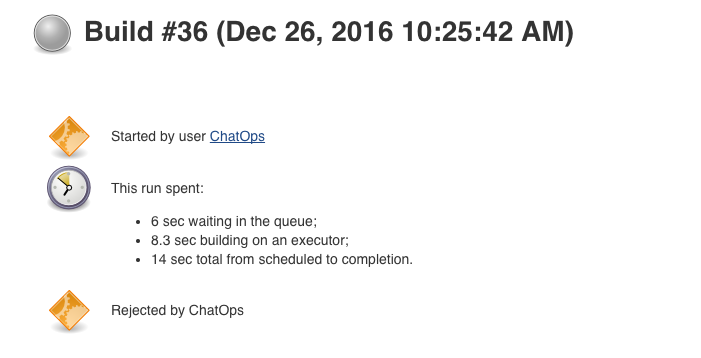 Build #36 (Dec 26, 2016 10:25:42 AM)
Started by user ChatOps
This run spent:
• 6 sec waiting in the queue;
• 8.3 sec building on an executor;
• 14 sec total from scheduled to completion.
Rejected by ChatOps